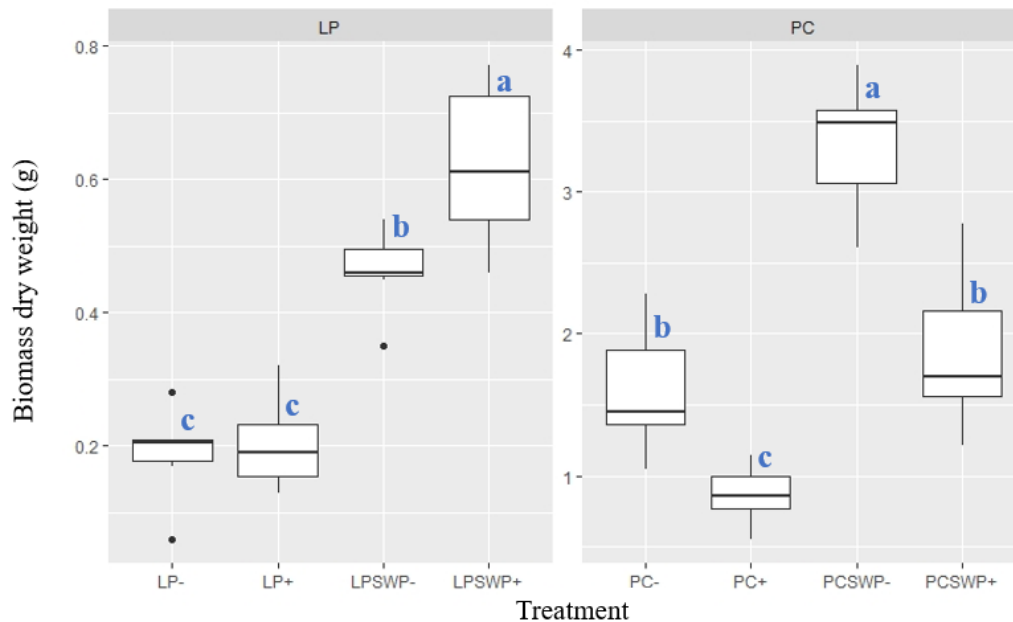 LP
PC
Biomass dry weight (g)
0.8
0.6
0.4
0.2
a
b
c
c
4
3
2
1
a
b
b
c
LP-
LP+
LPSWP-
LPSWP+
PC-
PC+
PCSWP-
PCSWP+
Treatment